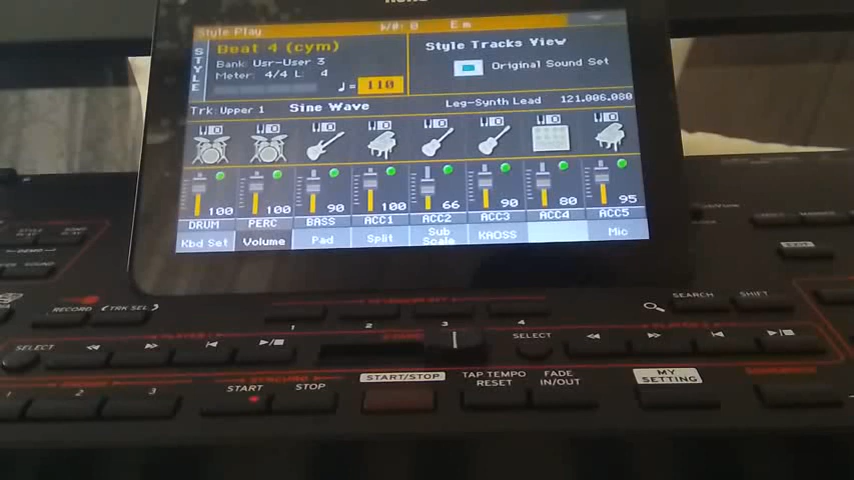 Style Play
Em
STYLE
Beat 4 (cym)
Bank: Usr-User 3
Meter: 4/4 L: 4
♩= 110
Style Tracks View
Original Sound Set
Trk: Upper 1 Sine Wave Leg-Synth Lead 121.006.080
100 100 90 100 66 90 80 95
DRUM PERC BASS ACC1 ACC2 ACC3 ACC4 ACC5
Kbd Set Volume Pad Split Sub Scale KAOSS Mic
EXIT
RECORD (TRK SEL.)
SEARCH SHIFT
1 2 3 4
SELECT
SELECT
START STOP
START/STOP
TAP TEMPO
RESET
FADE
IN/OUT
MY
SETTING
1 2 3